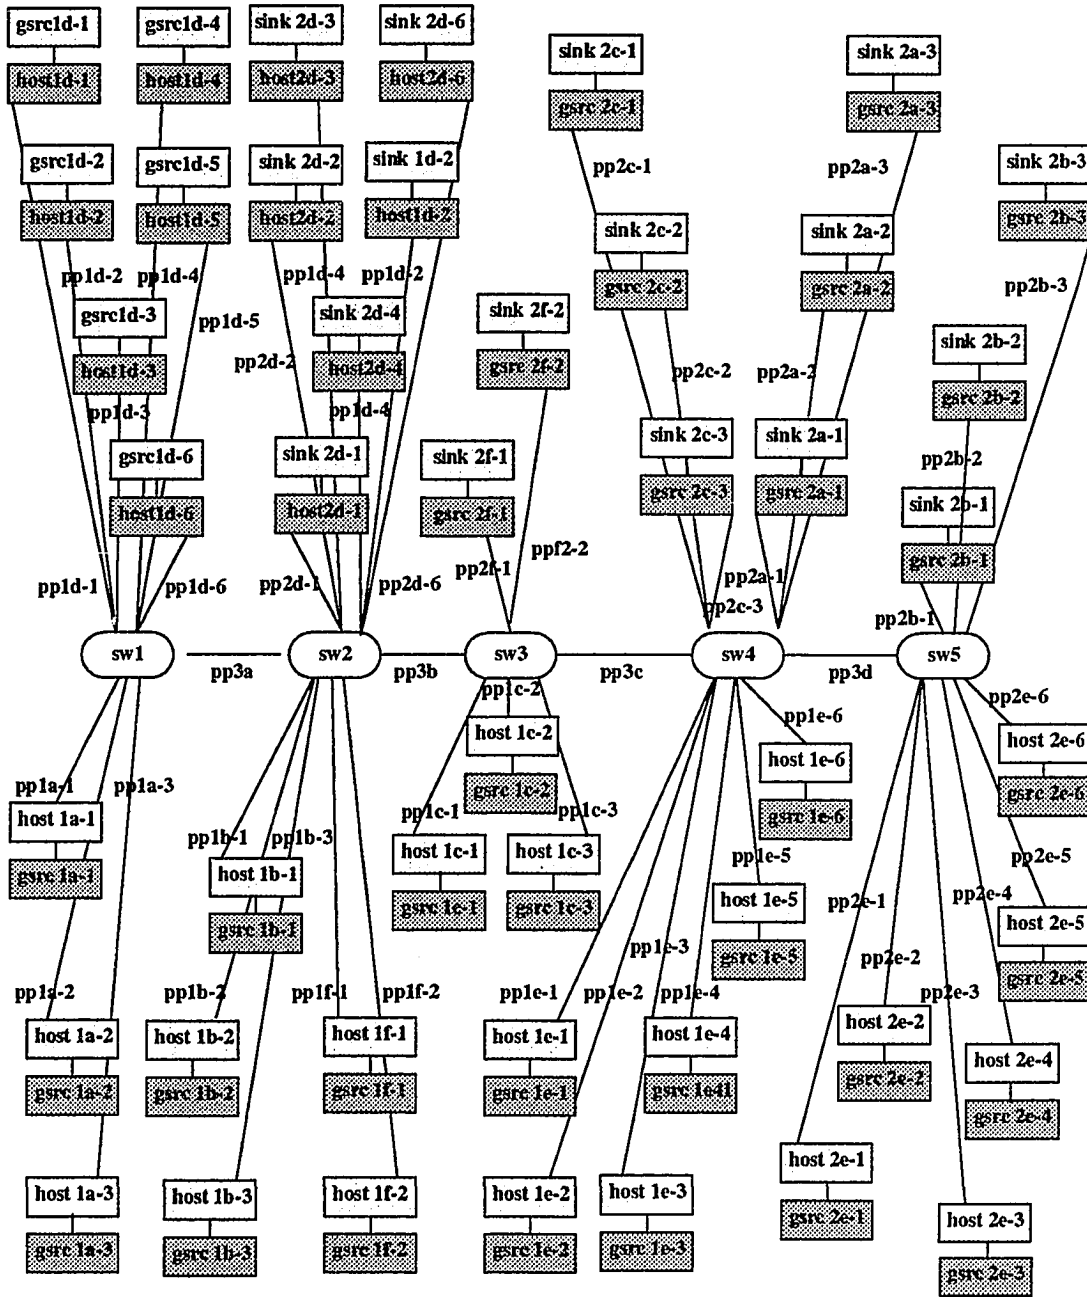 gsrc1d-1
gsrc1d-4
sink 2d-3
sink 2d-6
host1d-1
host1d-4
host2d-3
host2d-6
sink 2c-1
sink 2a-3
gsrc 2c-1
gsrc 2a-3
gsrc1d-2
gsrc1d-5
sink 2d-2
sink 1d-2
pp2c-1
pp2a-3
sink 2b-3
host1d-2
host1d-5
host2d-2
host1d-2
gsrc 2b-3
sink 2c-2
sink 2a-2
pp1d-2
pp1d-4
pp1d-4
pp1d-2
gsrc 2c-2
gsrc 2a-2
pp2b-3
gsrc1d-3
pp1d-5
sink 2d-4
sink 2f-2
sink 2b-2
host1d-3
pp2d-2
host2d-4
gsrc 2f-2
pp2c-2
pp2a-2
gsrc 2b-2
pp1d-3
pp1d-4
gsrc1d-6
sink 2d-1
sink 2f-1
sink 2c-3
sink 2a-1
pp2b-2
host1d-6
host2d-1
gsrc 2f-1
gsrc 2c-3
gsrc 2a-1
sink 2b-1
gsrc 2b-1
pp1d-1
pp1d-6
pp2d-1
pp2d-6
pp2f-1
ppf2-2
pp2a-1
pp2c-3
pp2b-1
sw1
sw2
sw3
sw4
sw5
pp3a
pp3b
pp3c
pp3d
pp1c-2
pp2e-6
pp1e-6
host 1c-2
host 2e-6
host 1e-6
pp1a-1
pp1a-3
gsrc 1c-2
gsrc 2e-6
host 1a-1
pp1c-1
pp1c-3
gsrc 1e-6
pp1b-1
pp1b-3
host 1c-1
host 1c-3
pp1e-5
pp2e-5
gsrc 1a-1
host 1b-1
gsrc 1c-3
host 1e-5
pp2e-1
pp2e-4
host 2e-5
gsrc 1b-1
pp1e-3
gsrc 1e-5
pp2e-2
gsrc 2e-5
pp1a-2
pp1b-2
pp1f-1
pp1f-2
pp1e-1
pp1e-2
pp1e-4
pp2e-3
host 1a-2
host 1b-2
host 1f-1
host 1e-1
host 1e-4
host 2e-2
host 2e-4
gsrc 1a-2
gsrc 1b-2
gsrc 1f-1
gsrc 1e-1
gsrc 1e41
gsrc 2e-2
gsrc 2e-4
host 2e-1
host 1a-3
host 1b-3
host 1f-2
host 1e-2
host 1e-3
gsrc 2e-1
host 2e-3
gsrc 1a-3
gsrc 1b-3
gsrc 1f-2
gsrc 1e-2
gsrc 1e-3
gsrc 2e-3